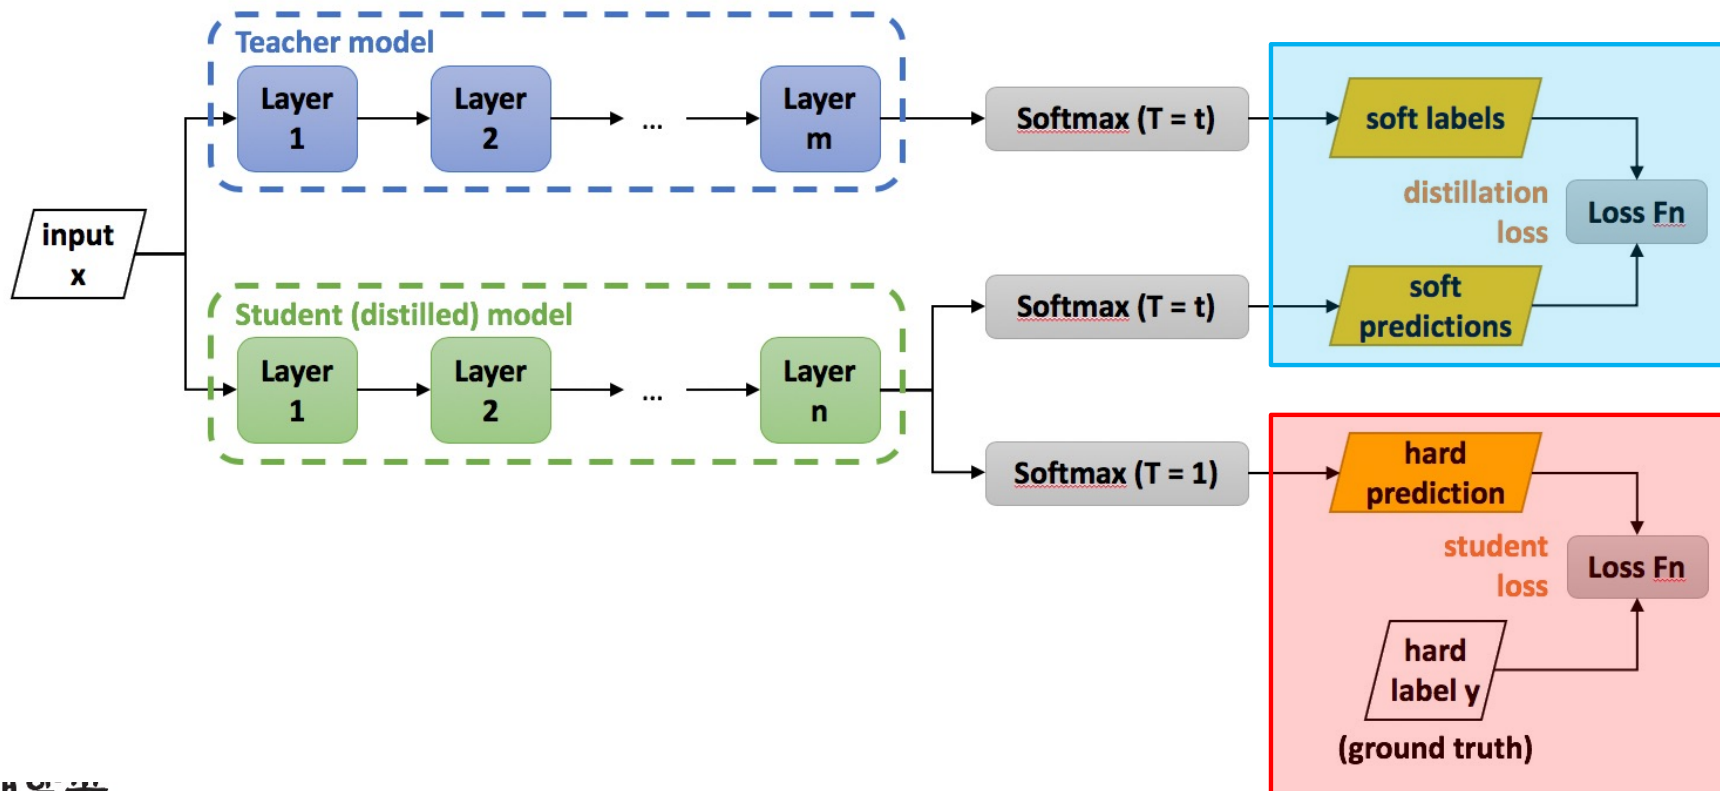 Teacher model
Layer
1
Layer
2
...
Layer
m
Softmax (T = t)
soft labels
distillation
loss
Loss Fn
input
x
Student (distilled) model
Layer
1
Layer
2
...
Layer
n
Softmax (T = t)
soft
predictions
Softmax (T = 1)
hard
prediction
student
loss
Loss Fn
hard
label y
(ground truth)